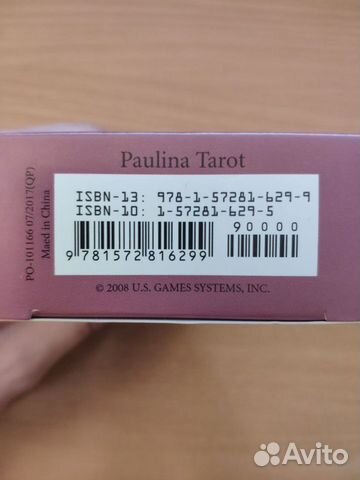 Paulina Tarot
ISBN-13: 978-1-57281-629-9
ISBN-10: 1-57281-629-5
90000
9 781572 816299
© 2008 U.S. GAMES SYSTEMS, INC.
PO-101166 07/2017(QP)
Maed in China
Avito